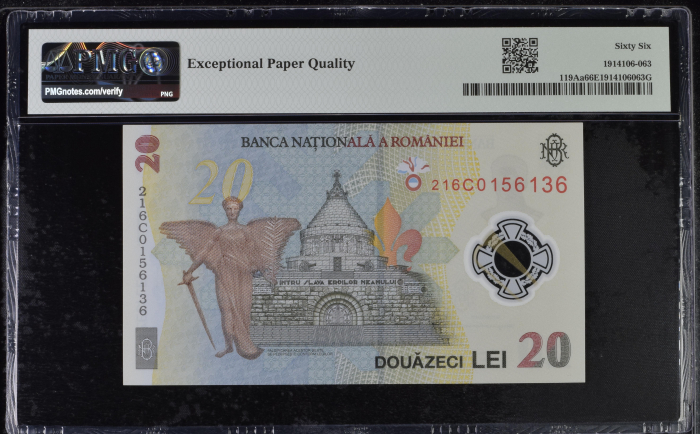 PMG
PMGnotes.com/verify
PNG
Exceptional Paper Quality
Sixty Six
1914106-063
119Aa66E1914106063G
20
BANCA NAȚIONALĂ A ROMÂNIEI
20
216C0156136
216C0156136
INTRU SLAVA EROILOR NEAMULUI
DOUĂZECI LEI 20